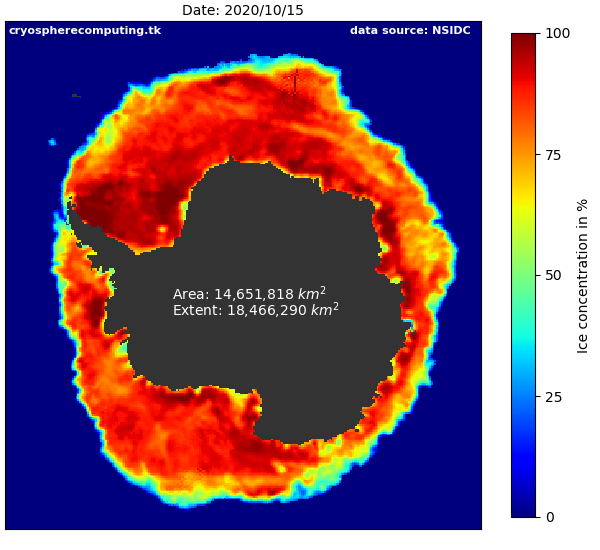 Date: 2020/10/15
cryospherecomputing.tk
data source: NSIDC
Area: 14,651,818 km²
Extent: 18,466,290 km²
100
75
50
25
0
Ice concentration in %